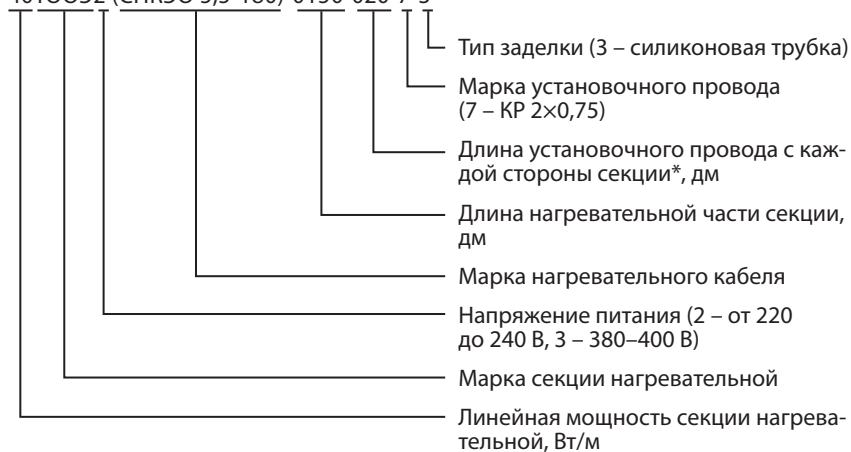 Тип заделки (3 – силиконовая трубка)
Марка установочного провода
(7 – КР 2×0,75)
Длина установочного провода с каж-
дой стороны секции*, дм
Длина нагревательной части секции,
дм
Марка нагревательного кабеля
Напряжение питания (2 – от 220
до 240 В, 3 – 380–400 В)
Марка секции нагревательной
Линейная мощность секции нагрева-
тельной, Вт/м